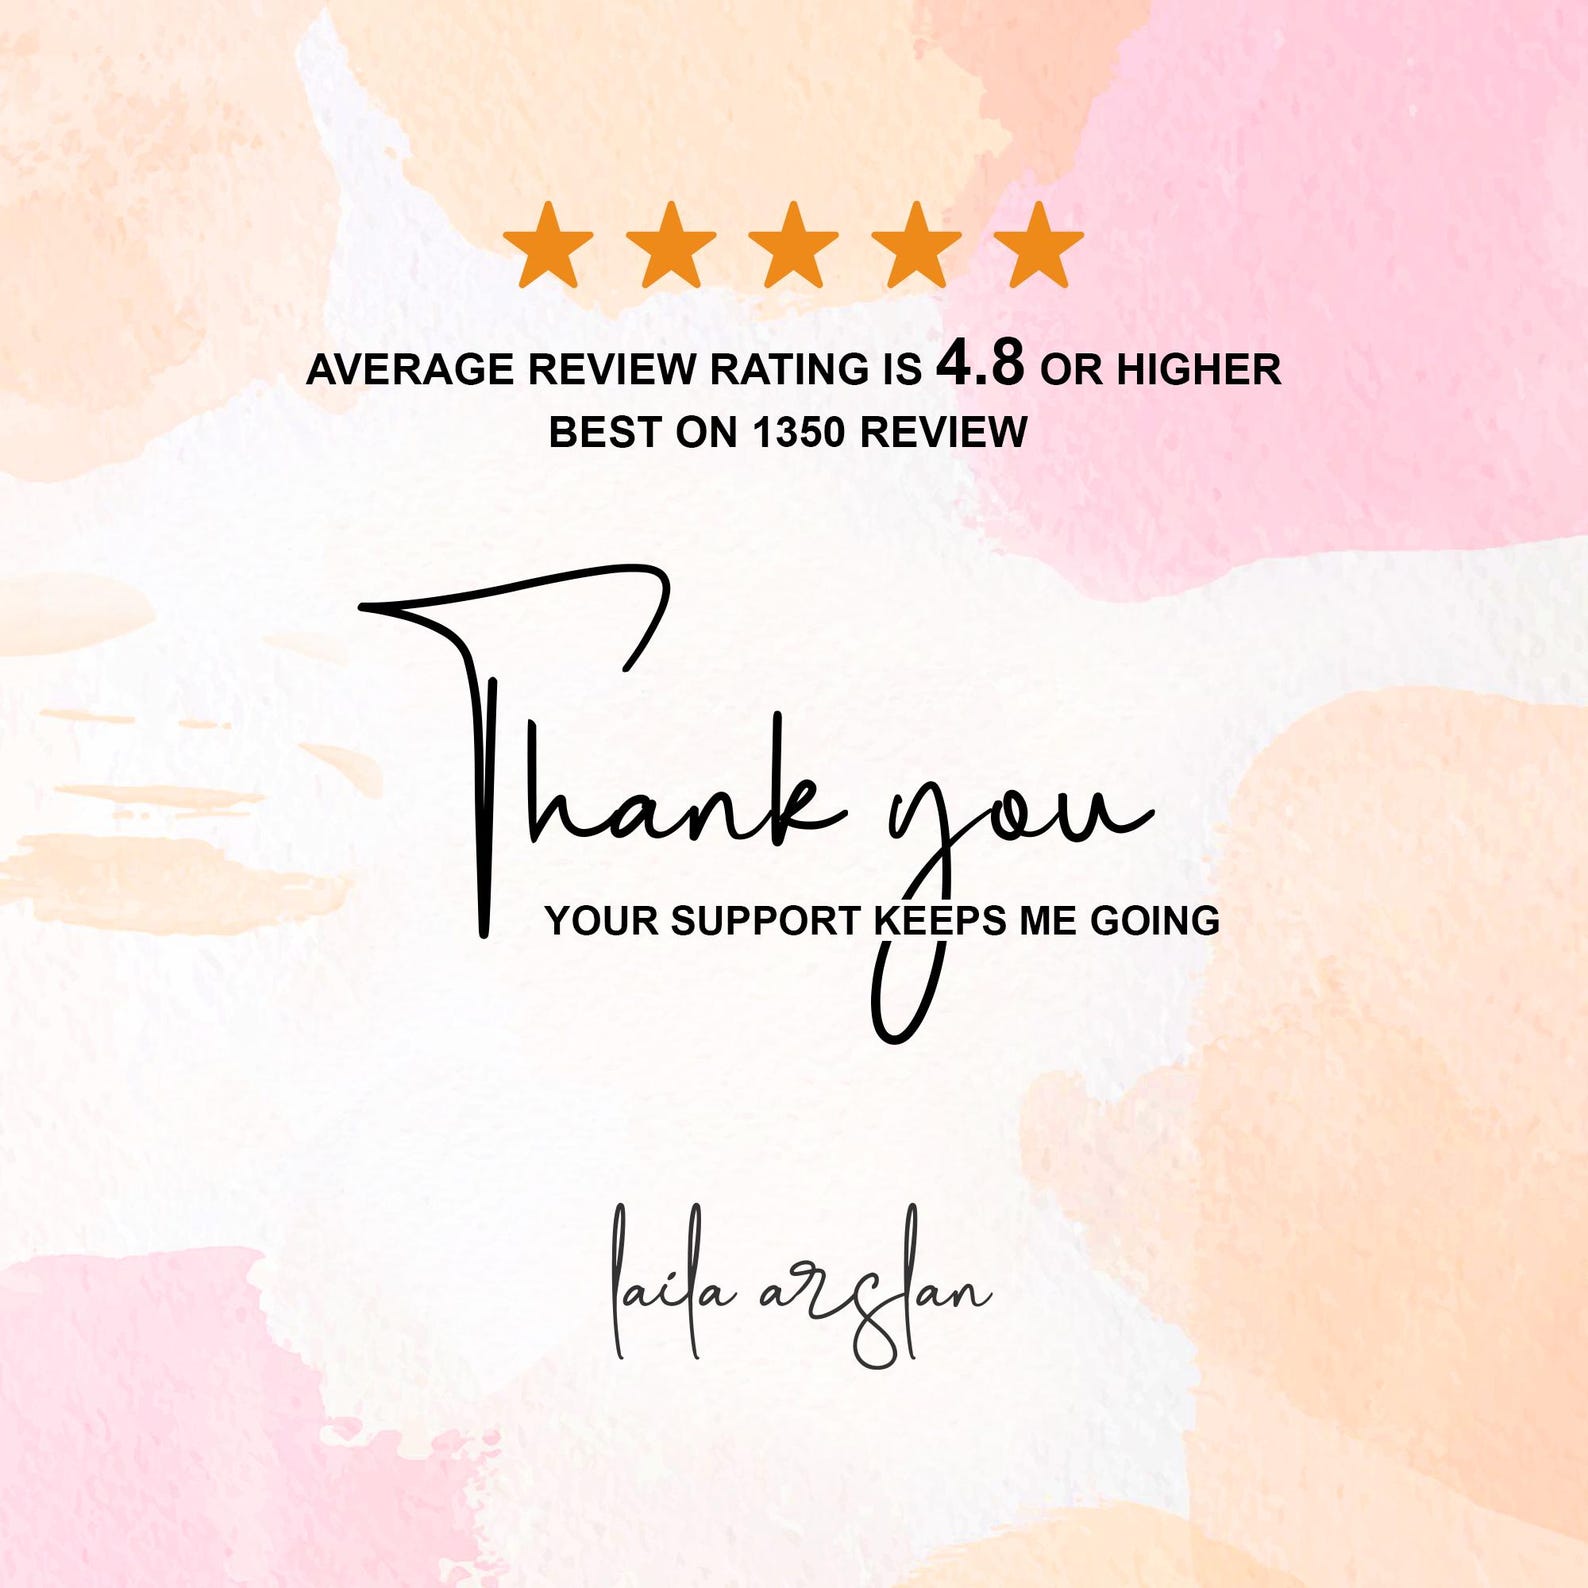 AVERAGE REVIEW RATING IS 4.8 OR HIGHER
BEST ON 1350 REVIEW
Thank you
YOUR SUPPORT KEEPS ME GOING
laila arslan